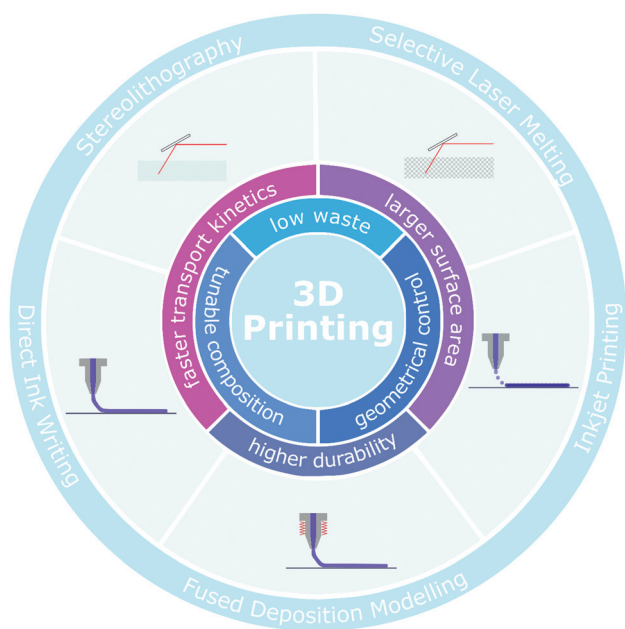 Stereolithography
Selective Laser Melting
Inkjet Printing
Fused Deposition Modelling
Direct Ink Writing
faster transport kinetics
larger surface area
higher durability
low waste
geometrical control
tunable composition
3D
Printing